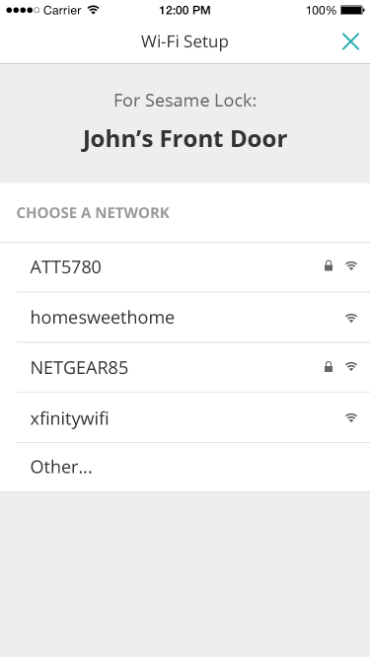 Carrier 12:00 PM 100%
Wi-Fi Setup
For Sesame Lock:
John’s Front Door
CHOOSE A NETWORK
ATT5780
homesweethome
NETGEAR85
xfinitywifi
Other...